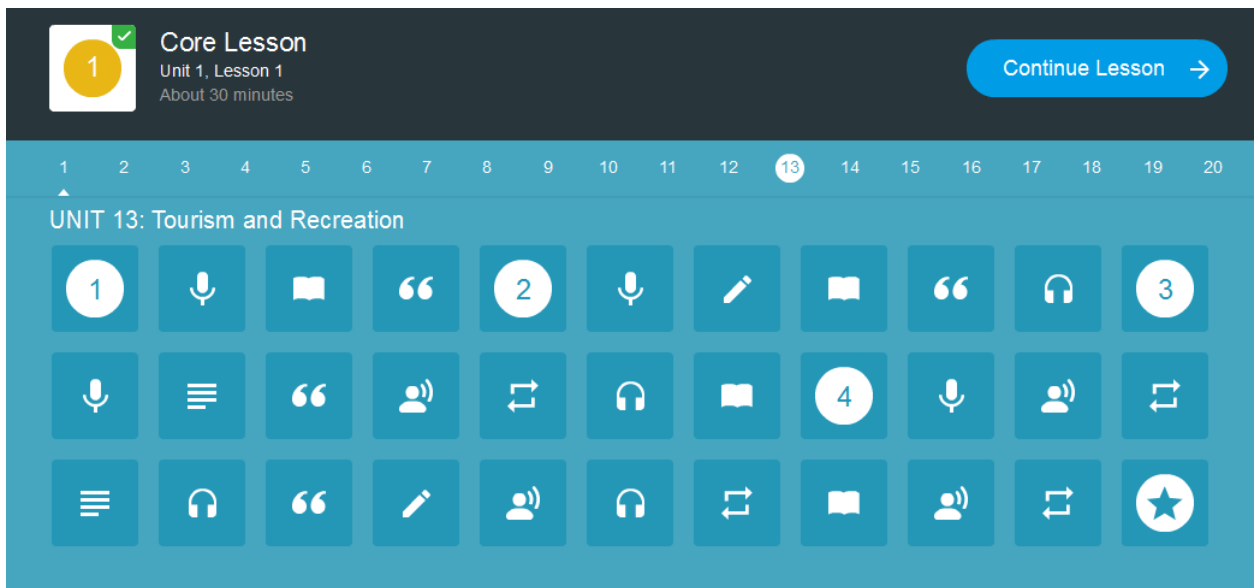 1
Core Lesson
Unit 1, Lesson 1
About 30 minutes
Continue Lesson
1 2 3 4 5 6 7 8 9 10 11 12 13 14 15 16 17 18 19 20
UNIT 13: Tourism and Recreation
1 2 3
4